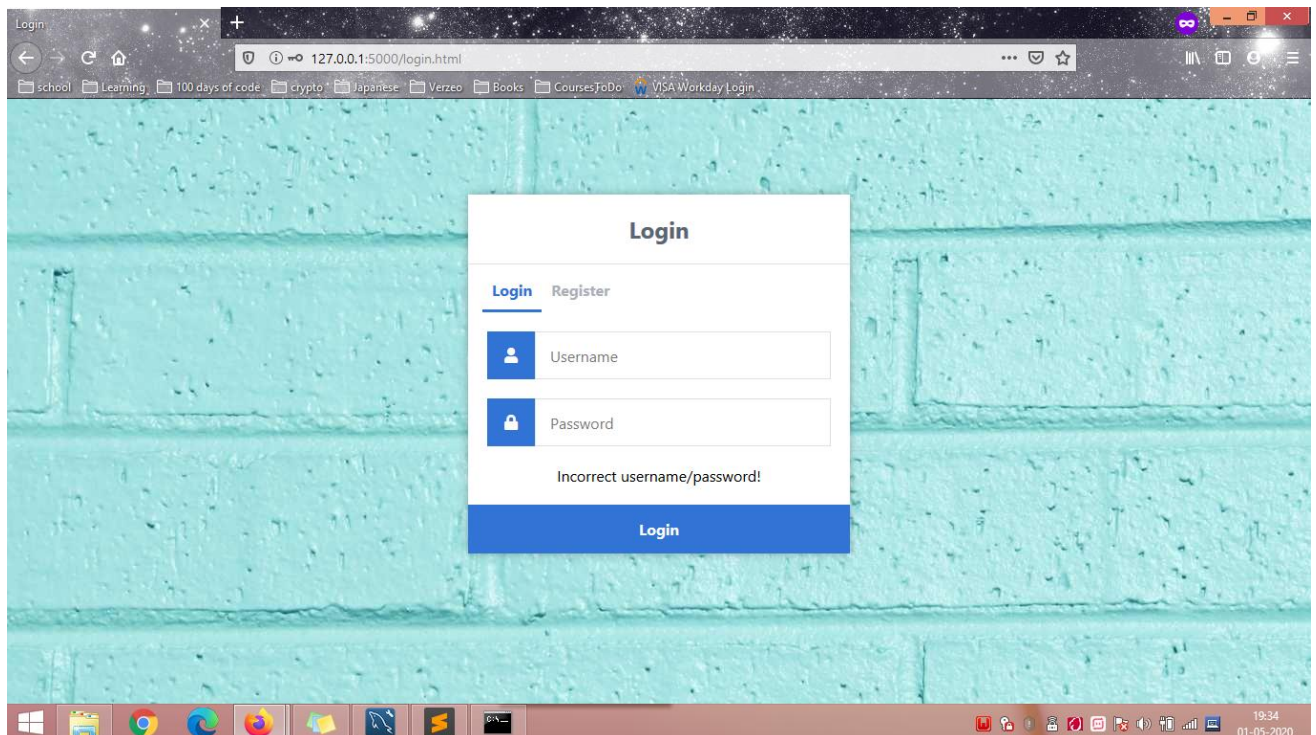 Login
127.0.0.1:5000/login.html
school Learning 100 days of code crypto Japanese Verzeo Books CoursesToDo VISA Workday Login
Login
Login Register
Username
Password
Incorrect username/password!
Login
19:34
01-05-2020